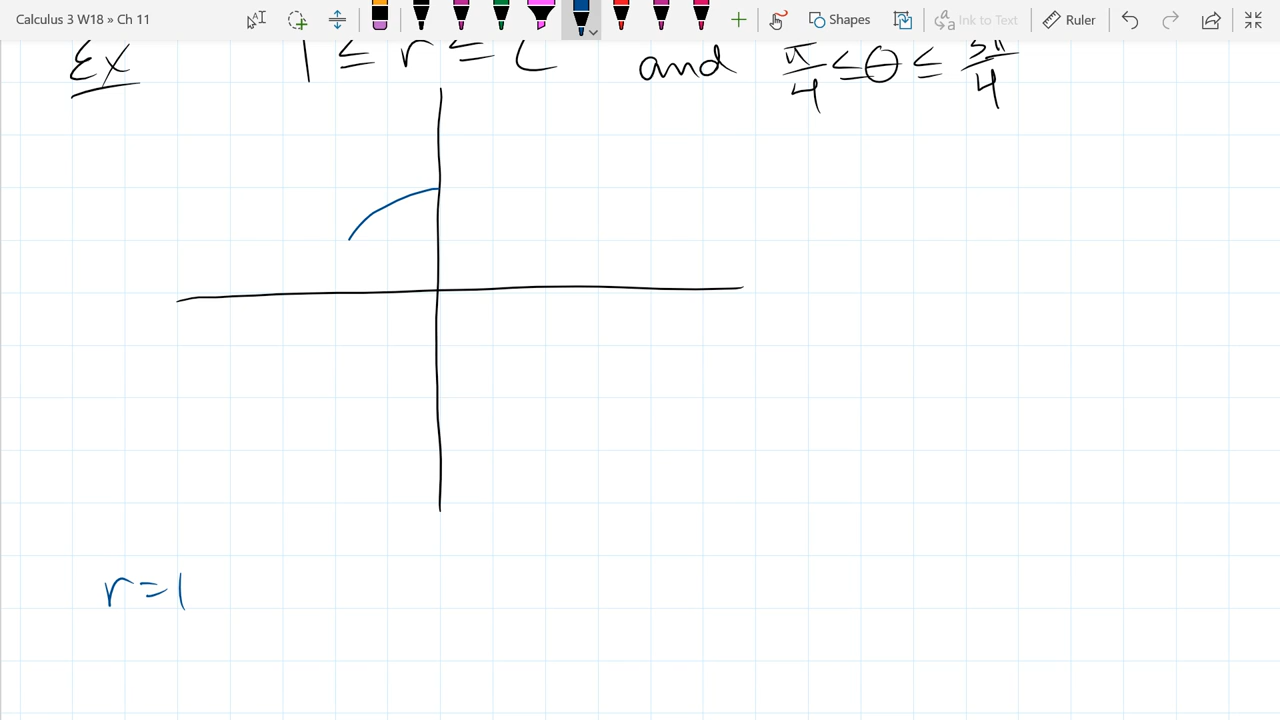 Calculus 3 W18 » Ch 11
Ink to Text
Shapes
Ruler
Ex 1 ≤ r ≤ 2 and π/4 ≤ θ ≤ 3π/4
r = 1